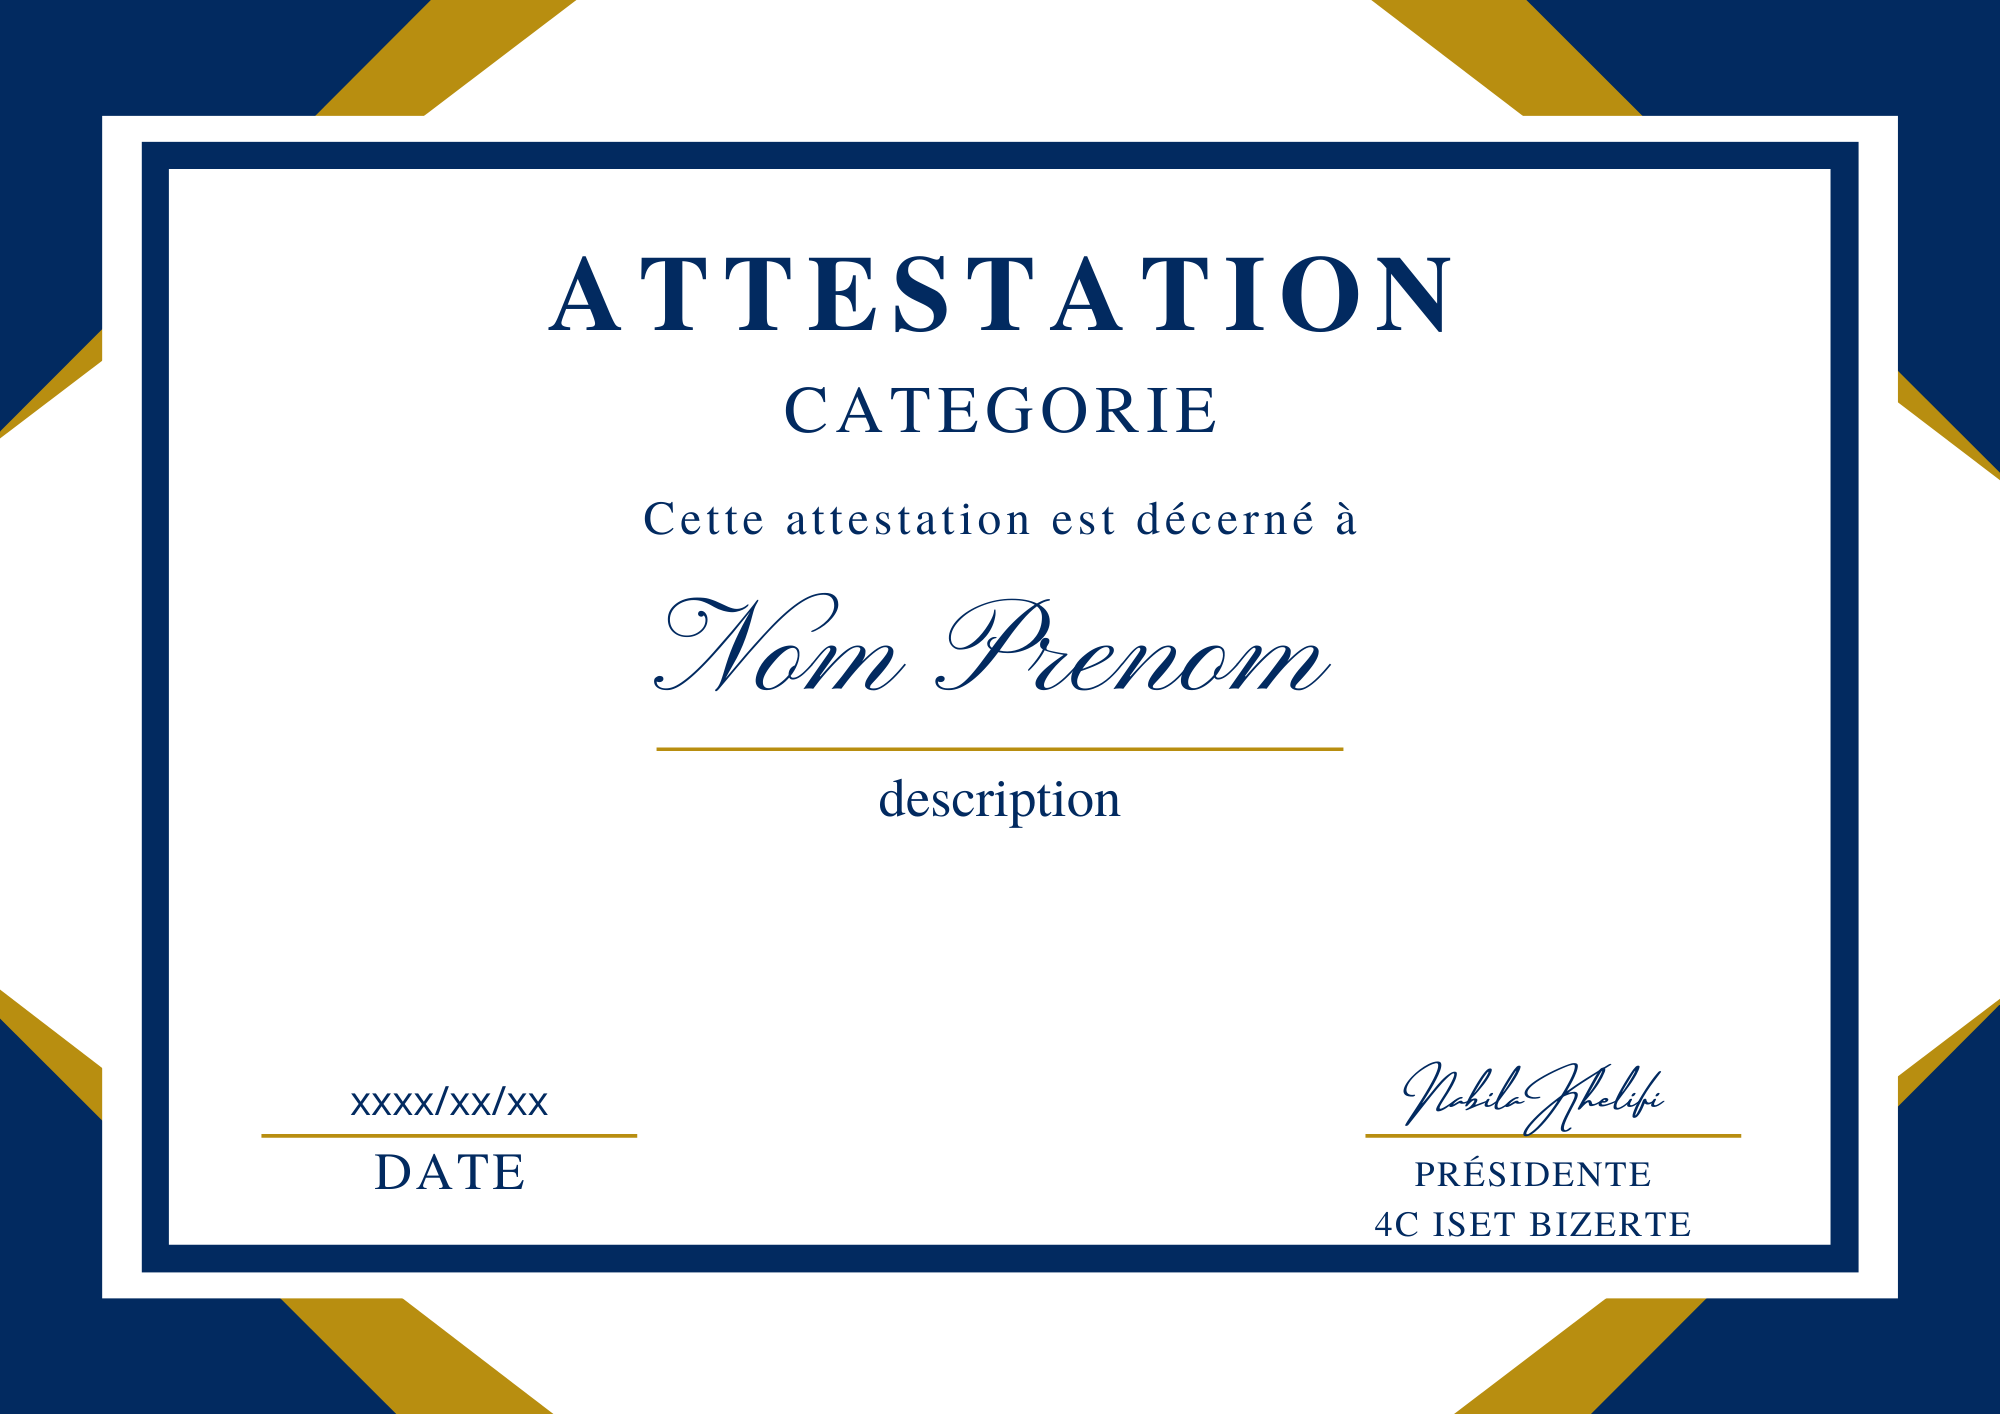 ATTESTATION
CATEGORIE
Cette attestation est décerné à
Nom Prenom
description
xxxx/xx/xx
DATE
Nabila Khelifi
PRÉSIDENTE
4C ISET BIZERTE